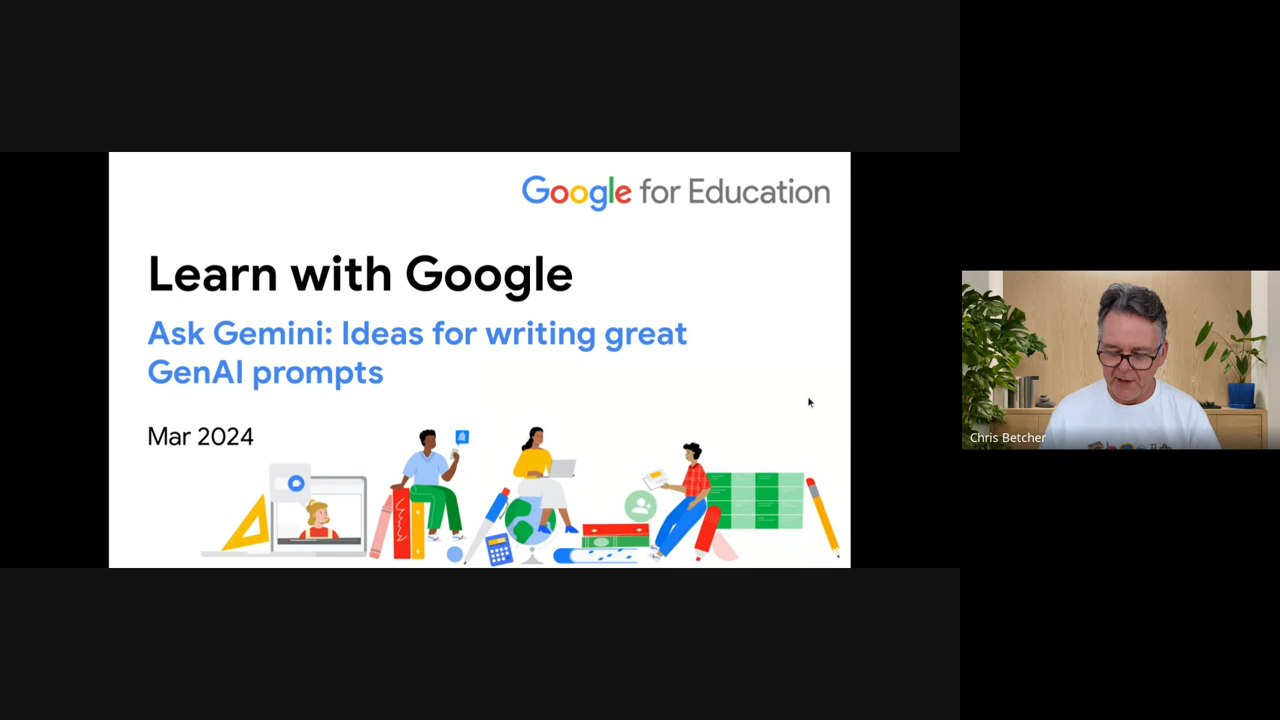 Google for Education
Learn with Google
Ask Gemini: Ideas for writing great
GenAI prompts
Mar 2024
Chris Betcher